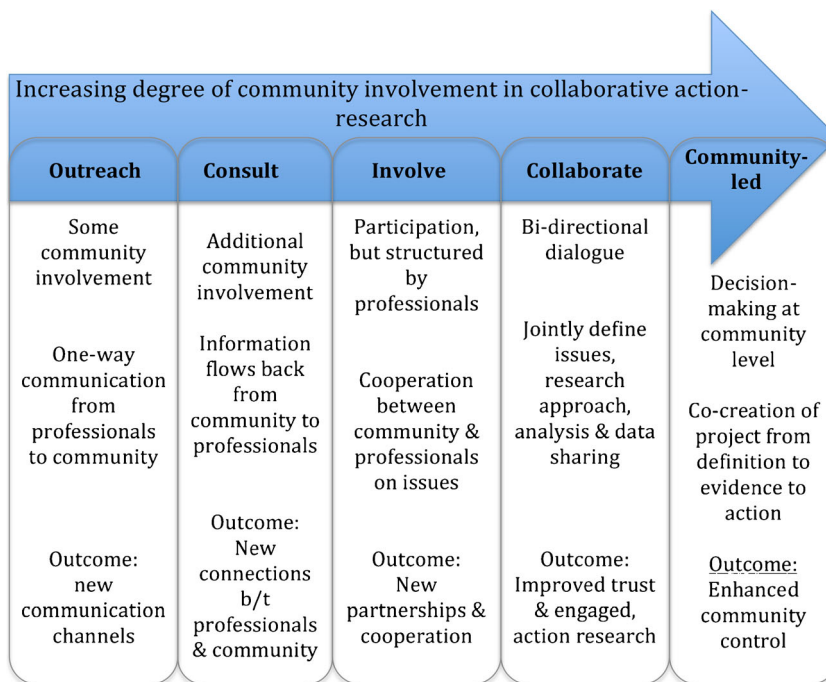 Increasing degree of community involvement in collaborative action-
research
Outreach
Some
community
involvement
One-way
communication
from
professionals
to community
Outcome:
new
communication
channels
Consult
Additional
community
involvement
Information
flows back
from
community to
professionals
Outcome:
New
connections
b/t
professionals
& community
Involve
Participation,
but structured
by
professionals
Cooperation
between
community &
professionals
on issues
Outcome:
New
partnerships &
cooperation
Collaborate
Bi-directional
dialogue
Jointly define
issues,
research
approach,
analysis & data
sharing
Outcome:
Improved trust
& engaged,
action research
Community-
led
Decision-
making at
community
level
Co-creation of
project from
definition to
evidence to
action
Outcome:
Enhanced
community
control